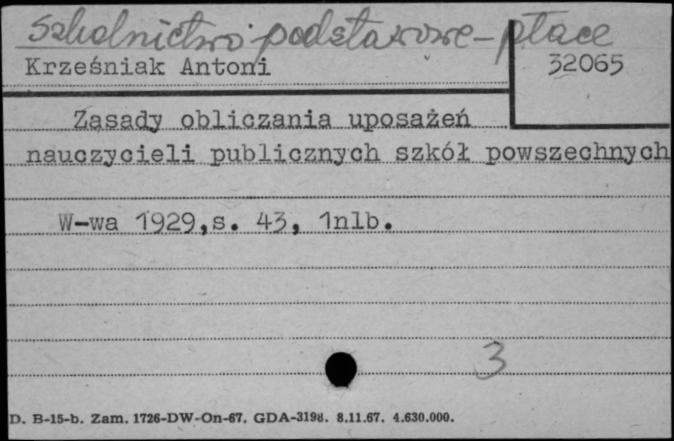 Szkolnictwo podstawowe - płace
Krześniak Antoni 32065
Zasady obliczania uposażeń
nauczycieli publicznych szkół powszechnych
W-wa 1929,s. 43, 1nlb.
3
D. B-15-b. Zam. 1726-DW-On-67. GDA-3198. 8.11.67. 4.630.000.